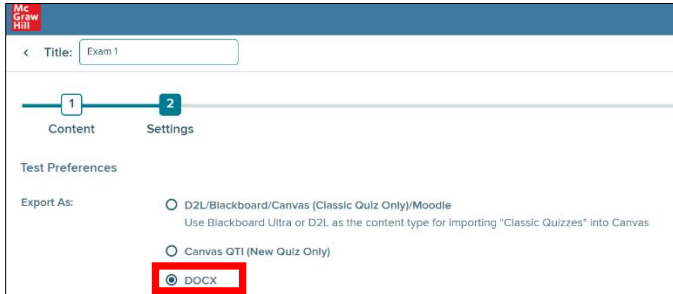 Mc
Graw
Hill
< Title: Exam 1
1 2
Content Settings
Test Preferences
Export As:
D2L/Blackboard/Canvas (Classic Quiz Only)/Moodle
Use Blackboard Ultra or D2L as the content type for importing "Classic Quizzes" into Canvas
Canvas QTI (New Quiz Only)
DOCX